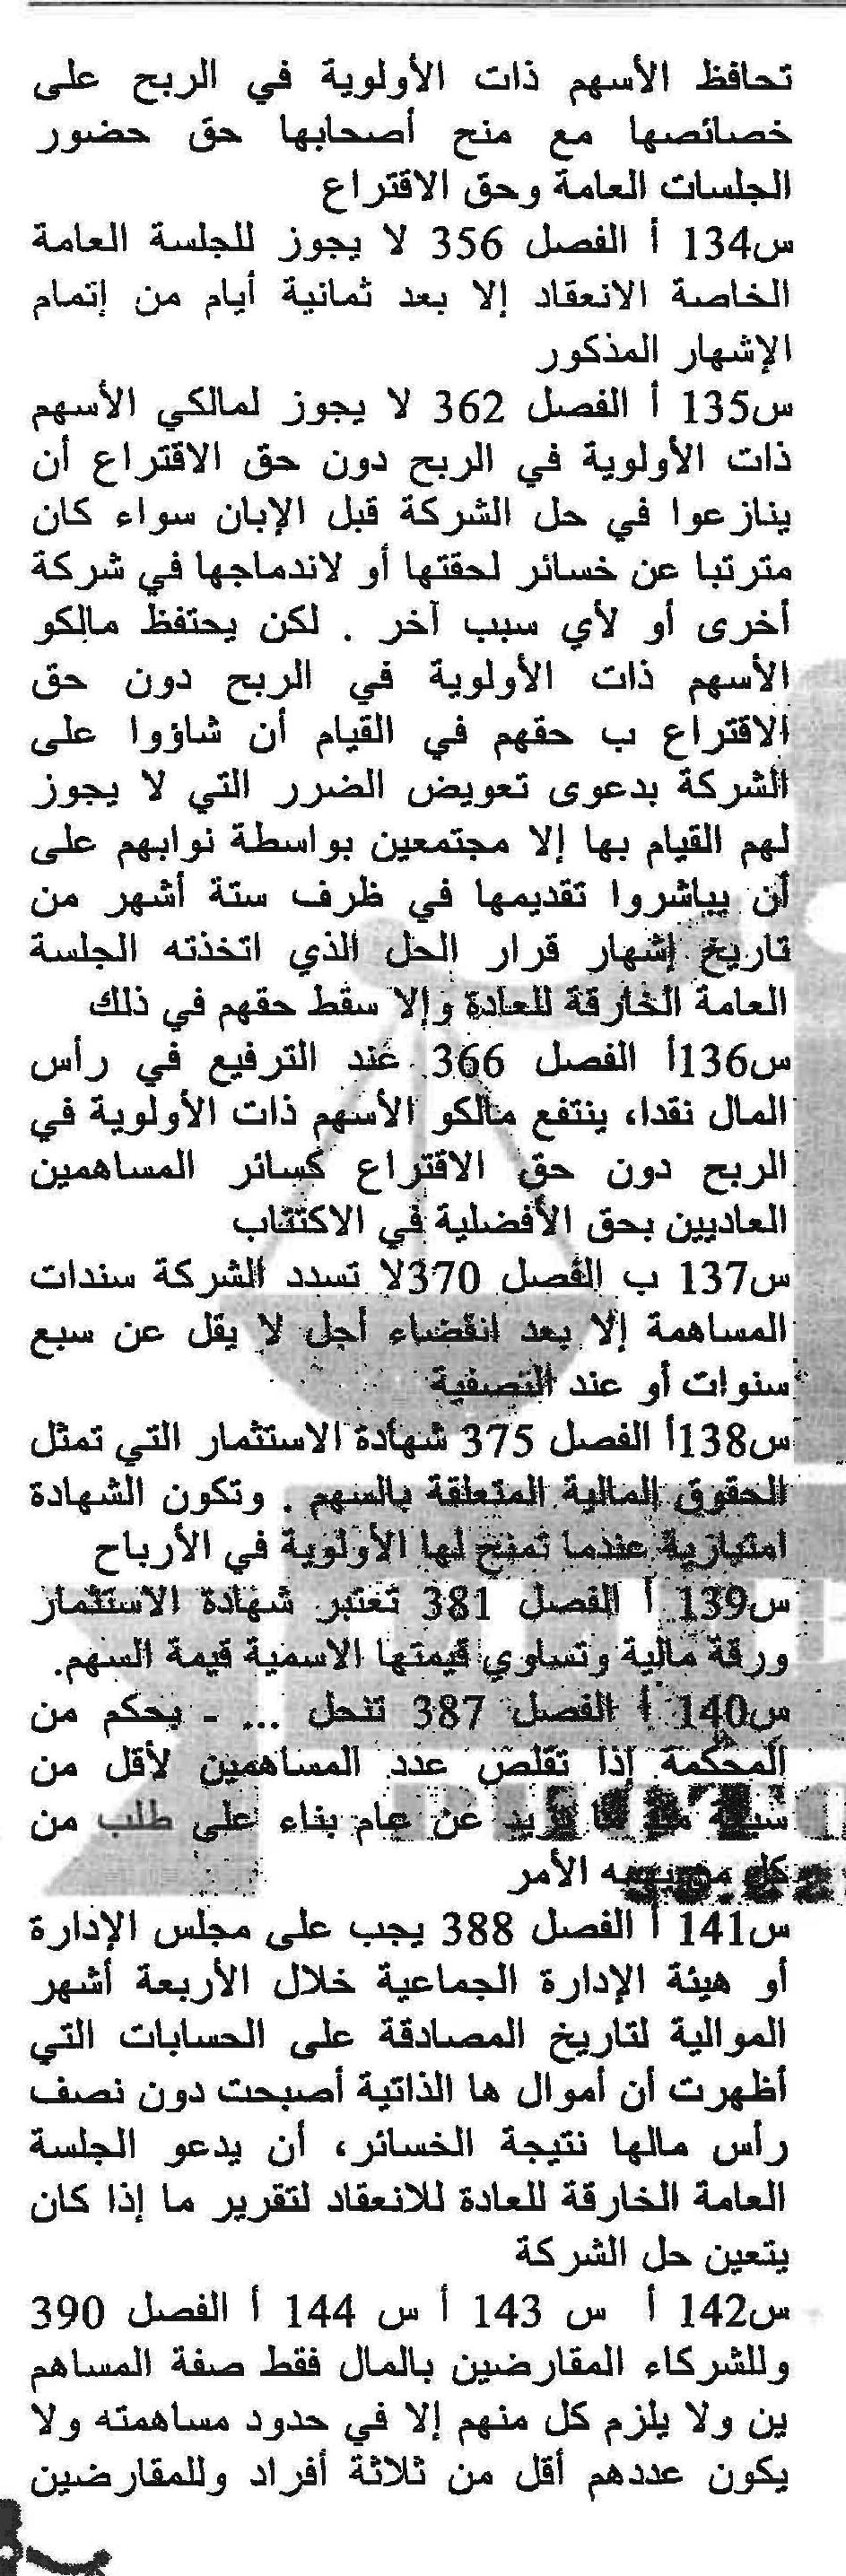 تحافظ الأسهم ذات الأولوية في الربح على
خصائصها مع منح أصحابها حق حضور
الجلسات العامة وحق الاقتراع
س134 أ الفصل 356 لا يجوز للجلسة العامة
الخاصة الانعقاد إلا بعد ثمانية أيام من إتمام
الإشهار المذكور
س135 أ الفصل 362 لا يجوز لمالكي الأسهم
ذات الأولوية في الربح دون حق الاقتراع أن
ينازعوا في حل الشركة قبل الإبان سواء كان
مترتبا عن خسائر لحقتها أو لاندماجها في شركة
أخرى أو لأي سبب آخر . لكن يحتفظ مالكو
الأسهم ذات الأولوية في الربح دون حق
الاقتراع ب حقهم في القيام أن شاؤوا على
الشركة بدعوى تعويض الضرر التي لا يجوز
لهم القيام بها إلا مجتمعين بواسطة نوابهم على
أن يباشروا تقديمها في ظرف ستة أشهر من
تاريخ إشهار قرار الحل الذي اتخذته الجلسة
العامة الخارقة للعادة وإلا سقط حقهم في ذلك
س136أ الفصل 366 عند الترفيع في رأس
المال نقدا، ينتفع مالكو الأسهم ذات الأولوية في
الربح دون حق الاقتراع كسائر المساهمين
العاديين بحق الأفضلية في الاكتتاب
س137 ب الفصل 370لا تسدد الشركة سندات
المساهمة إلا بعد انقضاء أجل لا يقل عن سبع
سنوات أو عند التصفية
س138أ الفصل 375 شهادة الاستثمار التي تمثل
الحقوق المالية المتعلقة بالسهم . وتكون الشهادة
امتيازية عندما تمنح لها الأولوية في الأرباح
س139 أ الفصل 381 تعتبر شهادة الاستثمار
ورقة مالية وتساوي قيمتها الاسمية قيمة السهم.
س140 أ الفصل 387 تنحل ... - بحكم من
المحكمة إذا تقلص عدد المساهمين لأقل من
سبعة عن عام بناء على طلب من
كل من يهمه الأمر
س141 أ الفصل 388 يجب على مجلس الإدارة
أو هيئة الإدارة الجماعية خلال الأربعة أشهر
الموالية لتاريخ المصادقة على الحسابات التي
أظهرت أن أموال ها الذاتية أصبحت دون نصف
رأس مالها نتيجة الخسائر، أن يدعو الجلسة
العامة الخارقة للعادة للانعقاد لتقرير ما إذا كان
يتعين حل الشركة
س142 أ س 143 أ س 144 أ الفصل 390
وللشركاء المقارضين بالمال فقط صفة المساهم
ين ولا يلزم كل منهم إلا في حدود مساهمته ولا
يكون عددهم أقل من ثلاثة أفراد وللمقارضين